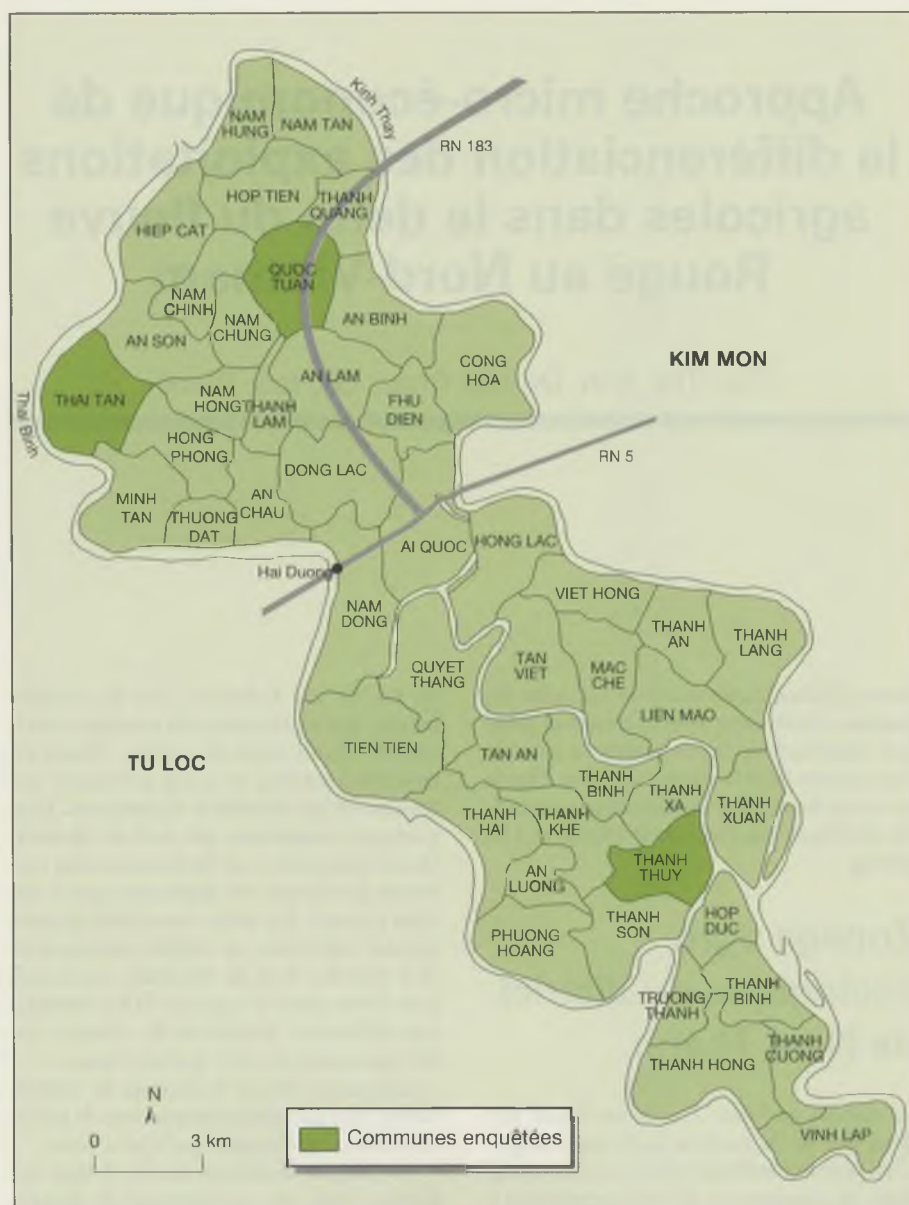 NAM
HUNG
NAM TAN
Kinh Thay
RN 183
HOP TIEN
THANH
QUANG
HIEP CAT
QUOC
TUAN
NAM
CHINH
NAM
CHUNG
AN BINH
AN SON
CONG
HOA
KIM MON
THAI TAN
AN LAM
NAM
HONG
THANH
LAM
FHU
DIEN
Thai Binh
HONG
PHONG
DONG LAC
RN 5
MINH
TAN
THUONG
DAT
AN
CHAU
AI QUOC
HONG LAC
Hai Duong
NAM
DONG
VIET HONG
THANH
AN
THANH
LANG
QUYET
THANG
TAN
VIET
MAC
CHE
LIEN MAO
TU LOC
TIEN TIEN
TAN AN
THANH
BINH
THANH
XA
THANH
XUAN
THANH
HAI
THANH
KHE
THANH
THUY
AN
LUONG
HOP
DUC
PHUONG
HOANG
THANH
SON
TRUONG
THANH
THANH
BINH
THANH
CUONG
THANH HONG
VINH LAP
N
0 3 km
Communes enquêtées